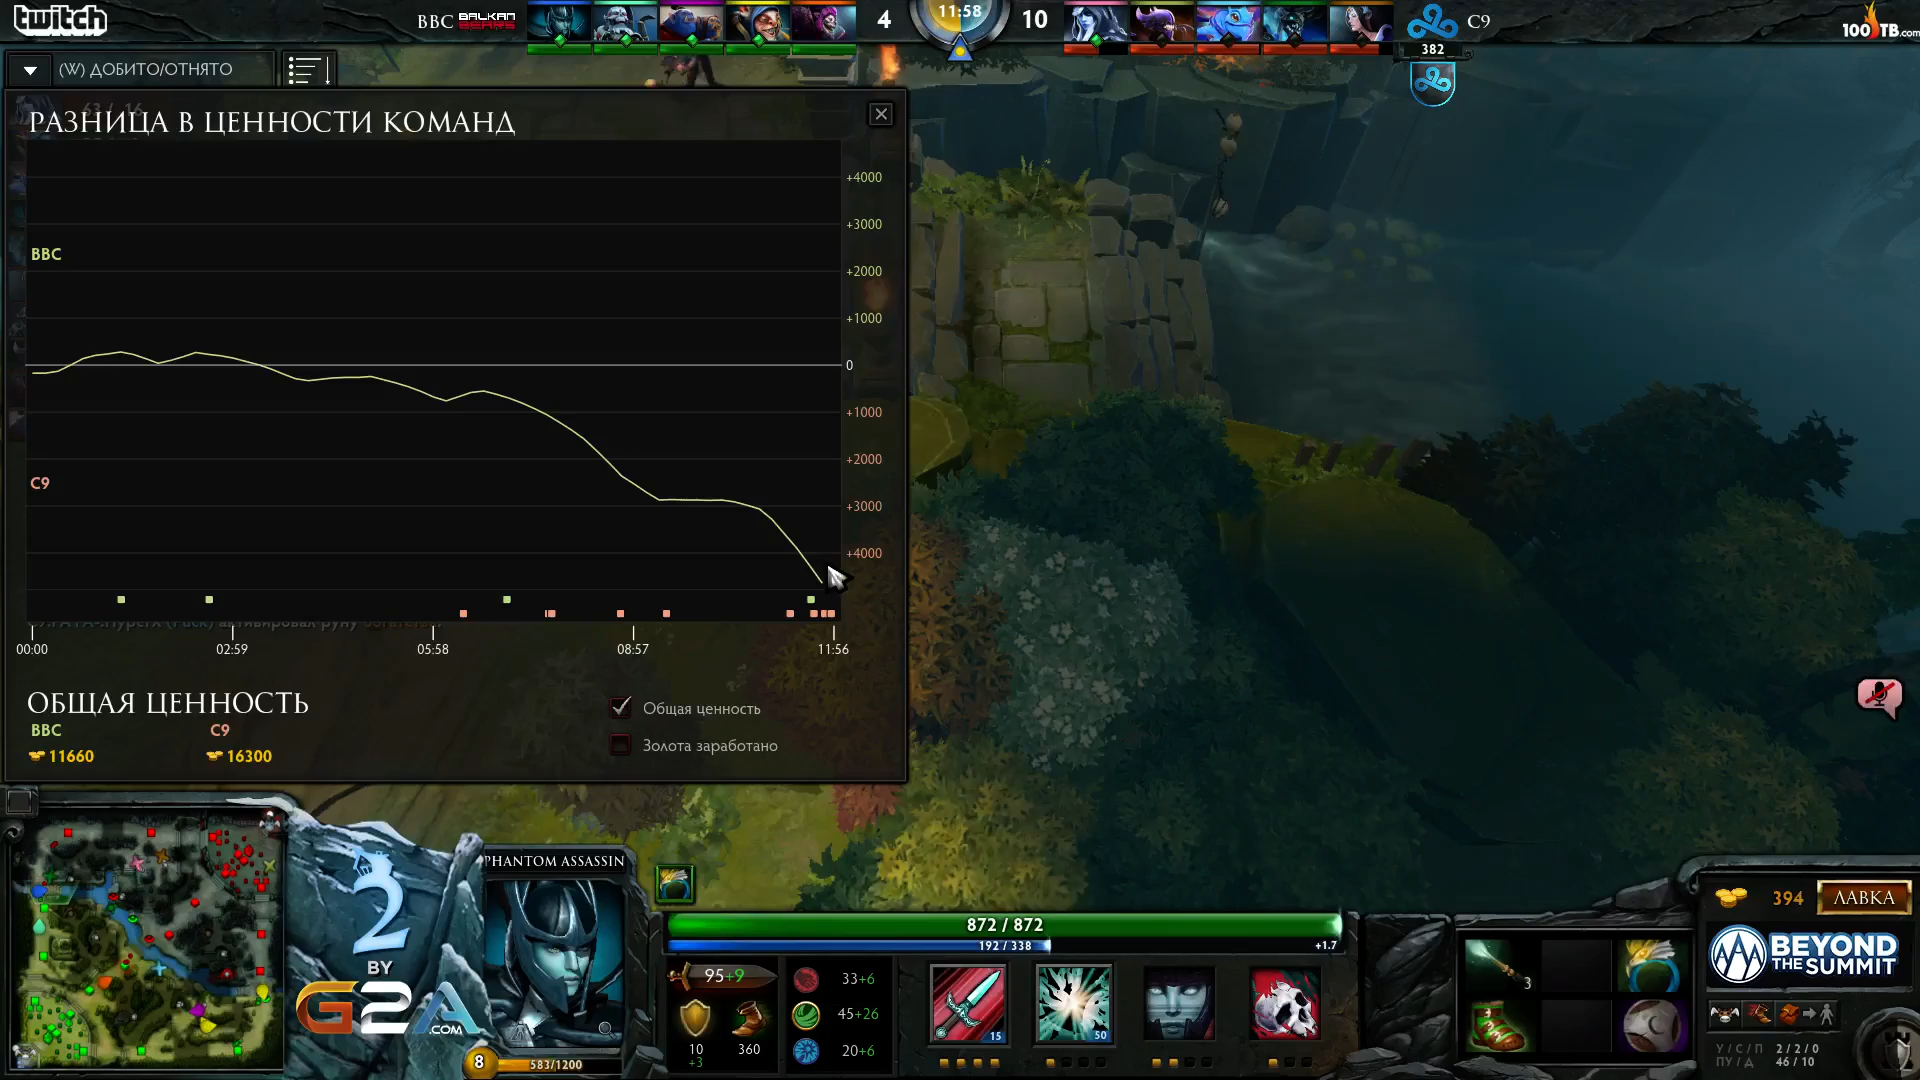 twitch
BBC BALKAN BEARS
4
11:58
10
C9
100TB.com
382
(W) ДОБИТО/ОТНЯТО
РАЗНИЦА В ЦЕННОСТИ КОМАНД
+4000
+3000
BBC
+2000
+1000
0
+1000
+2000
C9
+3000
+4000
00:00
02:59
05:58
08:57
11:56
ОБЩАЯ ЦЕННОСТЬ
BBC
C9
11660
16300
Общая ценность
Золота заработано
2
BY
G2A
.COM
PHANTOM ASSASSIN
8
583/1200
872 / 872
192 / 338
+1.7
95+9
10
+3
360
33+6
45+26
20+6
15
50
3
394
ЛАВКА
BEYOND
THE SUMMIT
У/С/П 2/2/0
ПУ/Д 46/10